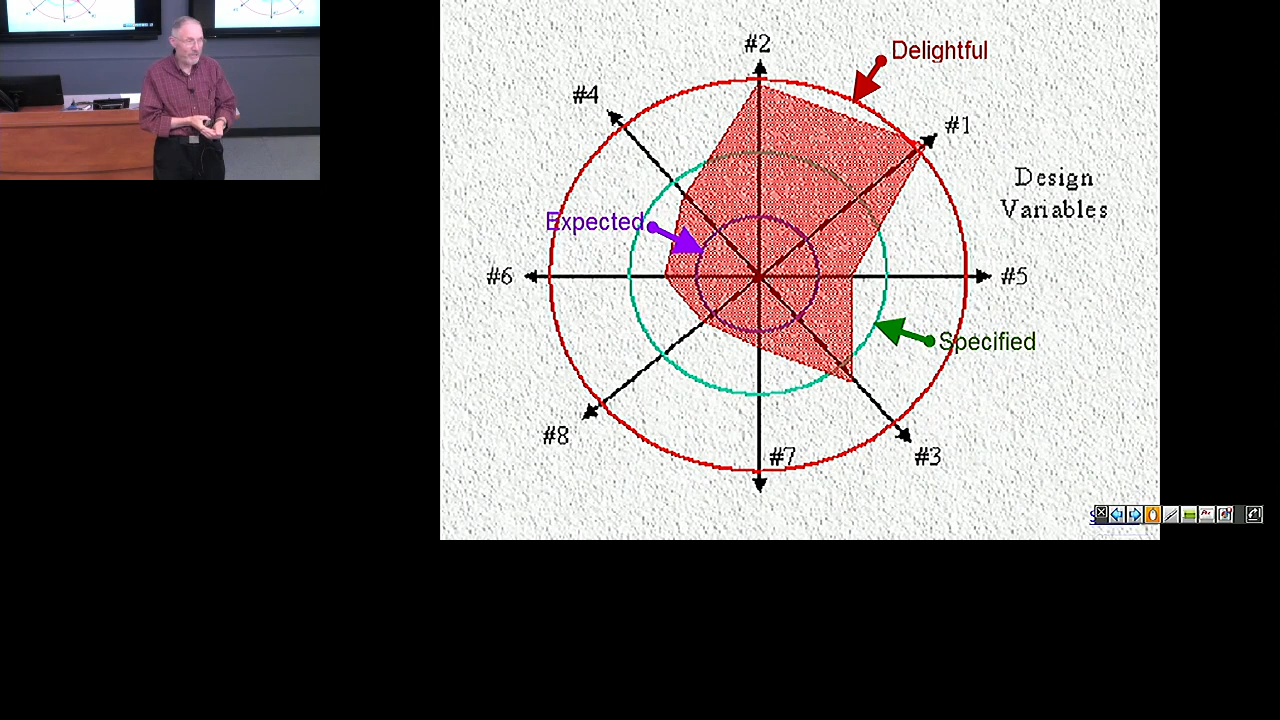 #2
Delightful
#4
#1
Design
Variables
Expected
#6
#5
Specified
#8
#7
#3